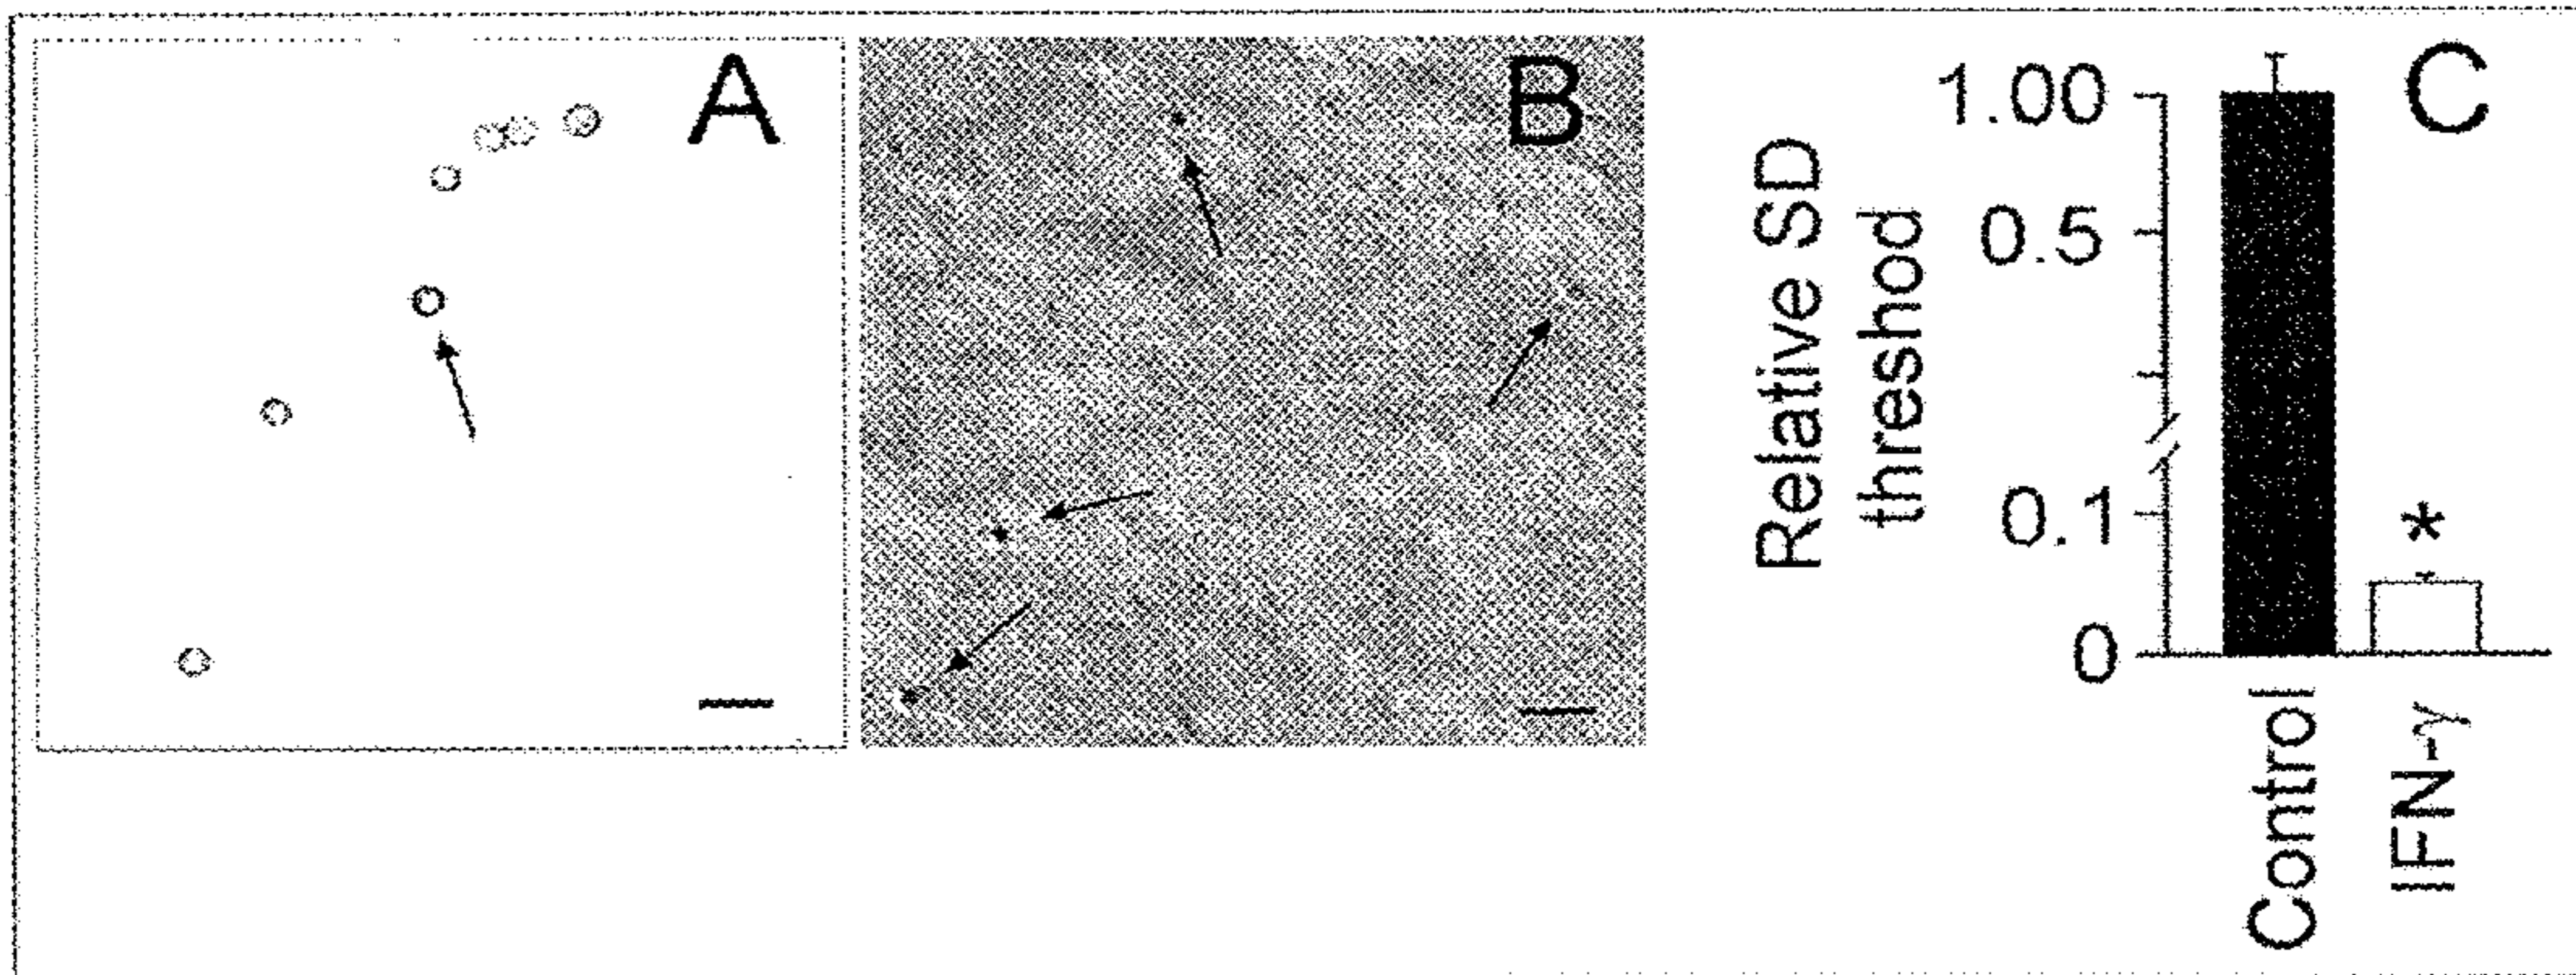 A
B
C
Relative SD
threshod
1.00
0.5
0.1
0
*
Control
IFN-γ